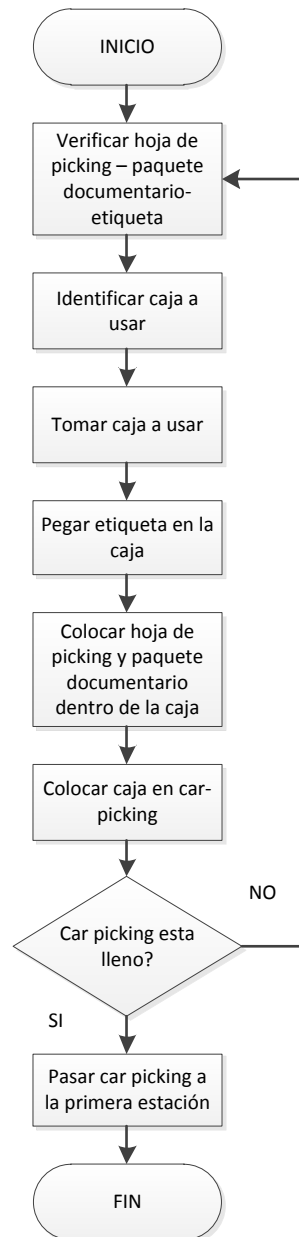 INICIO
Verificar hoja de
picking – paquete
documentario-
etiqueta
Identificar caja a
usar
Tomar caja a usar
Pegar etiqueta en la
caja
Colocar hoja de
picking y paquete
documentario
dentro de la caja
Colocar caja en car-
picking
NO
Car picking esta
lleno?
SI
Pasar car picking a
la primera estación
FIN